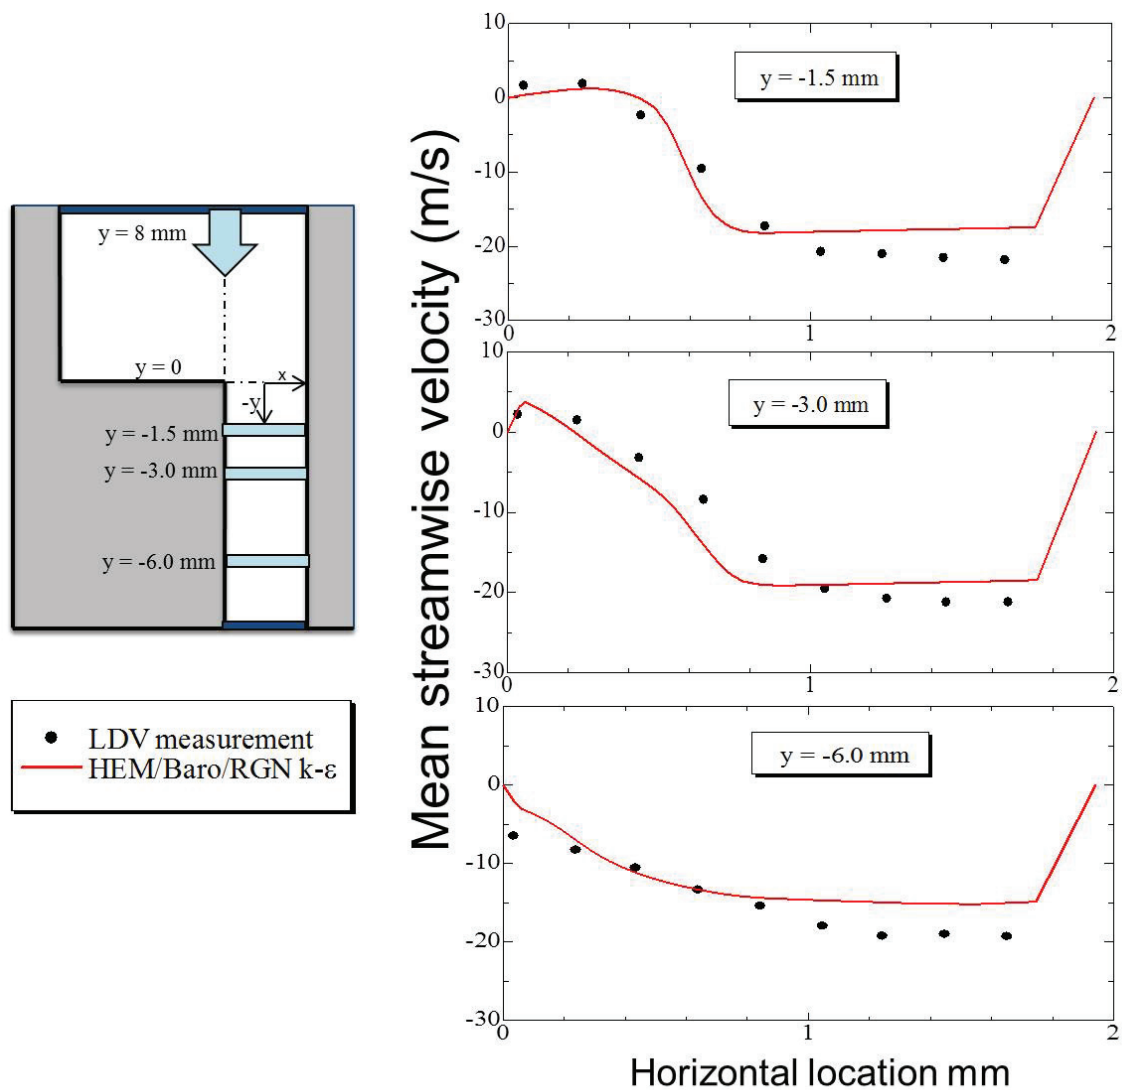 y = 8 mm
y = 0
x
-y
y = -1.5 mm
y = -3.0 mm
y = -6.0 mm
LDV measurement
HEM/Baro/RGN k-ε
Mean streamwise velocity (m/s)
10
0
-10
-20
-30
y = -1.5 mm
0
1
2
10
0
-10
-20
-30
y = -3.0 mm
0
1
2
10
0
-10
-20
-30
y = -6.0 mm
0
1
2
Horizontal location mm